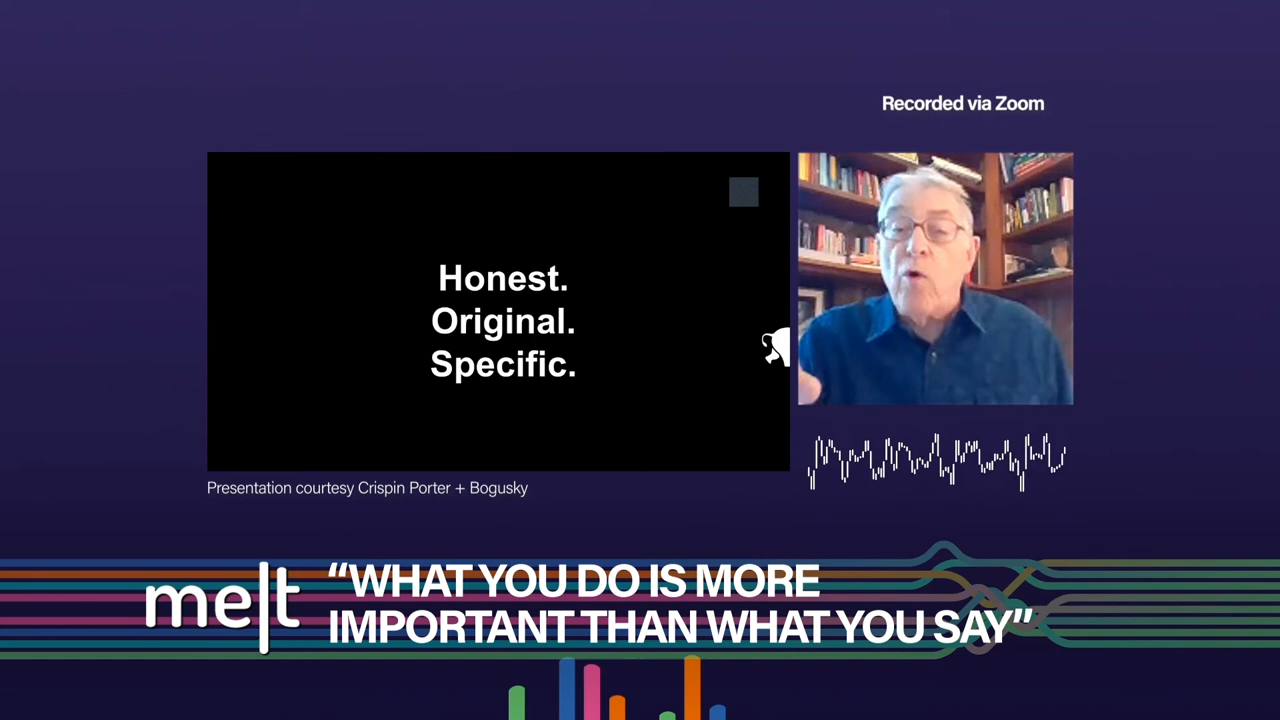 Recorded via Zoom
Honest.
Original.
Specific.
Presentation courtesy Crispin Porter + Bogusky
melt
“WHAT YOU DO IS MORE
IMPORTANT THAN WHAT YOU SAY”